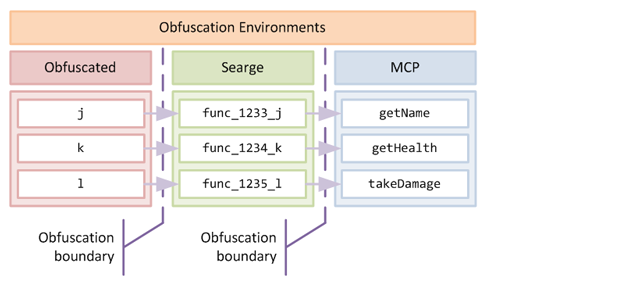 Obfuscation Environments
Obfuscated
Searge
MCP
j
func_1233_j
getName
k
func_1234_k
getHealth
l
func_1235_l
takeDamage
Obfuscation
boundary
Obfuscation
boundary